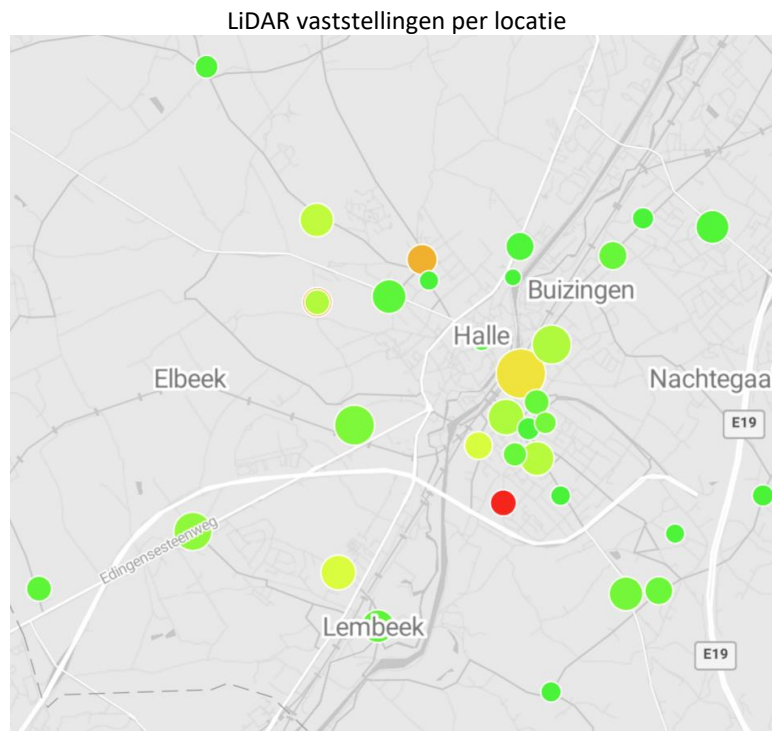 LiDAR vaststellingen per locatie
Buizingen
Halle
Elbeek
Nachtegaa
E19
Edingensesteenweg
Lembeek
E19